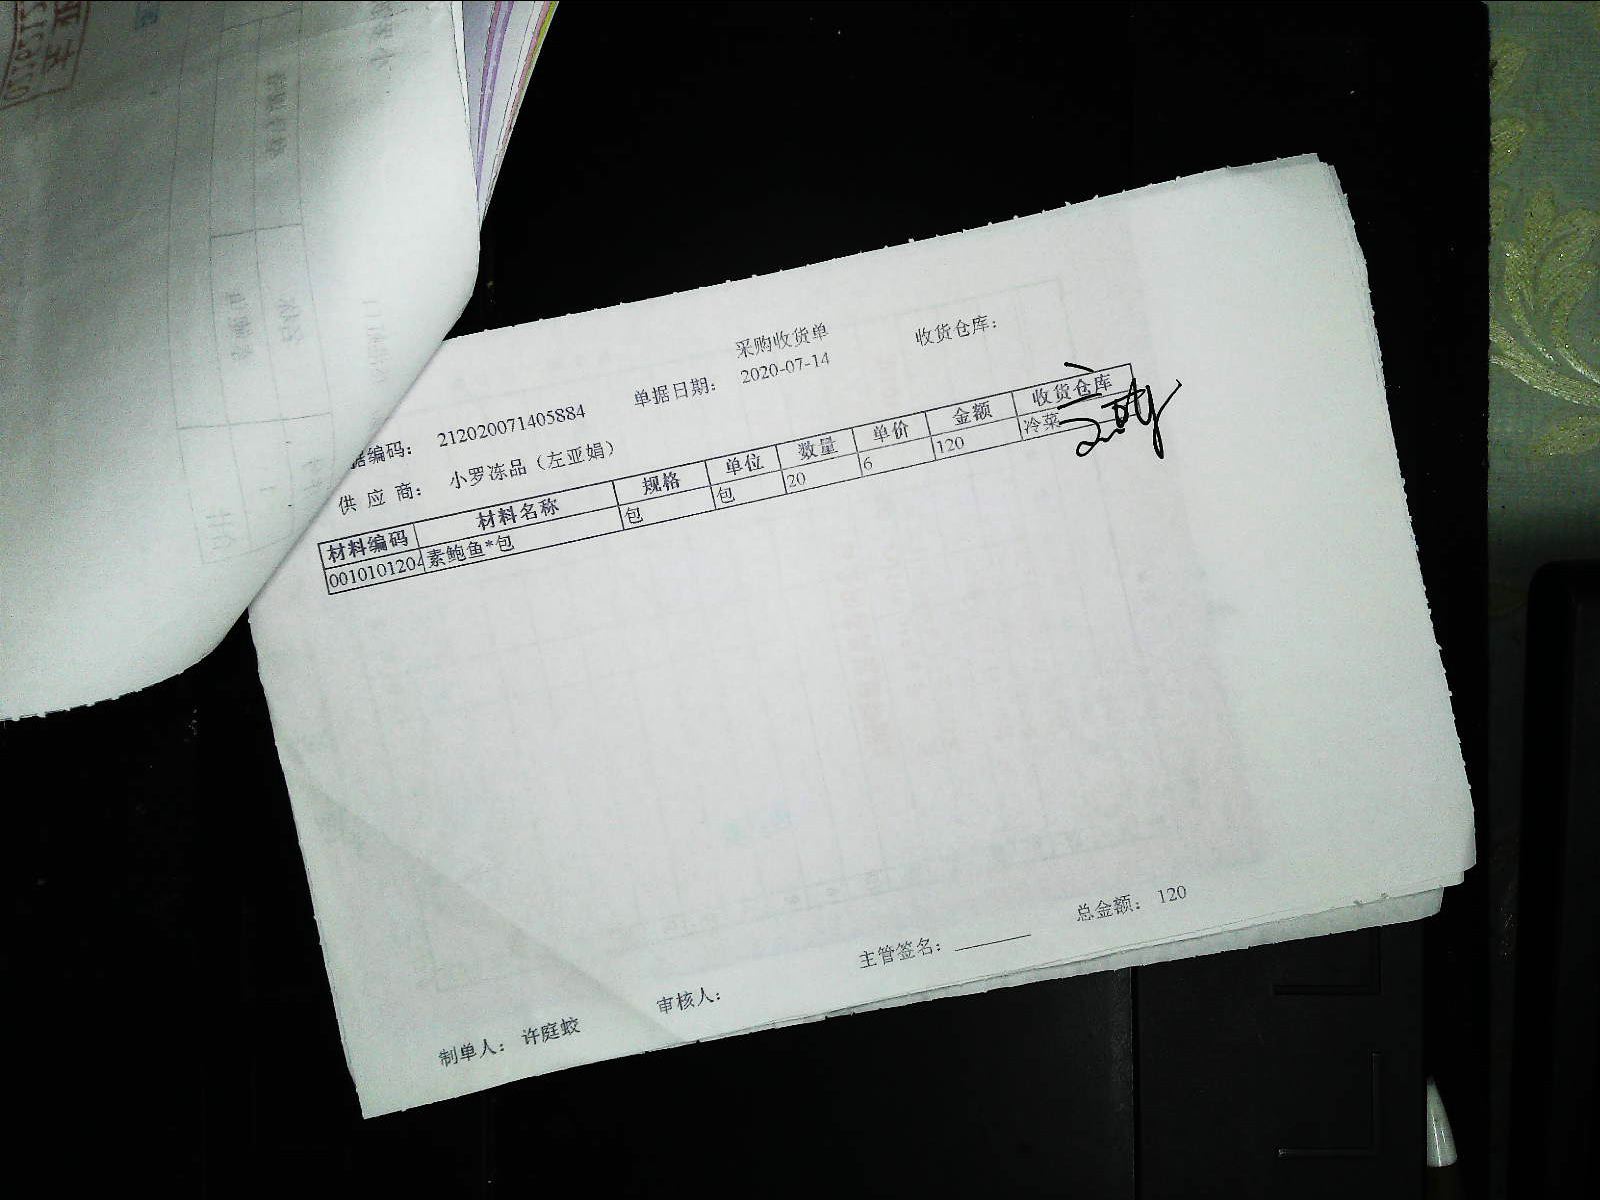 采购收货单
收货仓库：
据编码： 212020071405884 单据日期： 2020-07-14
供 应 商： 小罗冻品（左亚娟）
材料编码 材料名称 规格 单位 数量 单价 金额 收货仓库
0010101204 素鲍鱼*包 包 包 20 6 120 冷菜
制单人： 许庭蛟 审核人： 主管签名： 总金额： 120